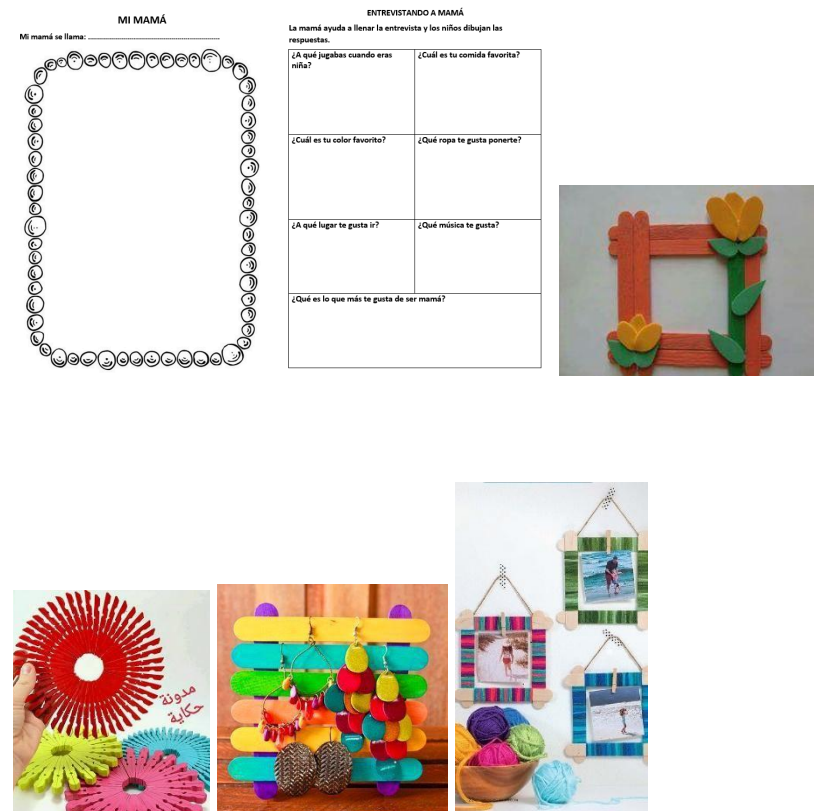 MI MAMÁ
Mi mamá se llama: ................................................................
ENTREVISTANDO A MAMÁ
La mamá ayuda a llenar la entrevista y los niños dibujan las
respuestas.
¿A qué jugabas cuando eras
niña?
¿Cuál es tu comida favorita?
¿Cuál es tu color favorito?
¿Qué ropa te gusta ponerte?
¿A qué lugar te gusta ir?
¿Qué música te gusta?
¿Qué es lo que más te gusta de ser mamá?
مدونة
حكاية